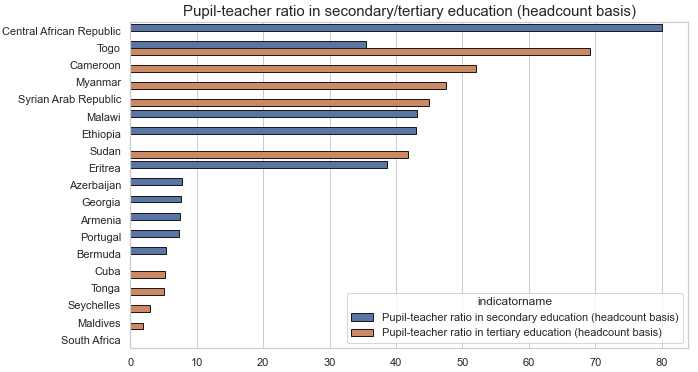 Pupil-teacher ratio in secondary/tertiary education (headcount basis)
Central African Republic
Togo
Cameroon
Myanmar
Syrian Arab Republic
Malawi
Ethiopia
Sudan
Eritrea
Azerbaijan
Georgia
Armenia
Portugal
Bermuda
Cuba
Tonga
Seychelles
Maldives
South Africa
indicatorname
Pupil-teacher ratio in secondary education (headcount basis)
Pupil-teacher ratio in tertiary education (headcount basis)
0 10 20 30 40 50 60 70 80